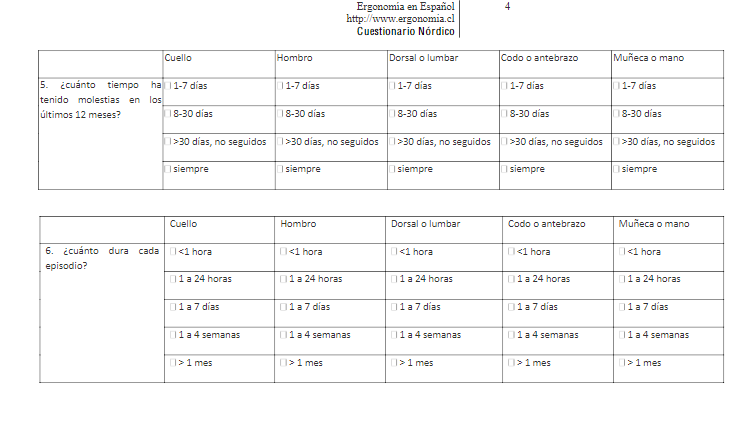 Ergonomía en Español 4
http://www.ergonomia.cl
Cuestionario Nórdico
Cuello Hombro Dorsal o lumbar Codo o antebrazo Muñeca o mano
5. ¿cuánto tiempo ha □ 1-7 días □ 1-7 días □ 1-7 días □ 1-7 días □ 1-7 días
tenido molestias en los
últimos 12 meses? □ 8-30 días □ 8-30 días □ 8-30 días □ 8-30 días □ 8-30 días
□ >30 días, no seguidos □ >30 días, no seguidos □ >30 días, no seguidos □ >30 días, no seguidos □ >30 días, no seguidos
□ siempre □ siempre □ siempre □ siempre □ siempre
Cuello Hombro Dorsal o lumbar Codo o antebrazo Muñeca o mano
6. ¿cuánto dura cada □ <1 hora □ <1 hora □ <1 hora □ <1 hora □ <1 hora
episodio?
□ 1 a 24 horas □ 1 a 24 horas □ 1 a 24 horas □ 1 a 24 horas □ 1 a 24 horas
□ 1 a 7 días □ 1 a 7 días □ 1 a 7 días □ 1 a 7 días □ 1 a 7 días
□ 1 a 4 semanas □ 1 a 4 semanas □ 1 a 4 semanas □ 1 a 4 semanas □ 1 a 4 semanas
□ > 1 mes □ > 1 mes □ > 1 mes □ > 1 mes □ > 1 mes